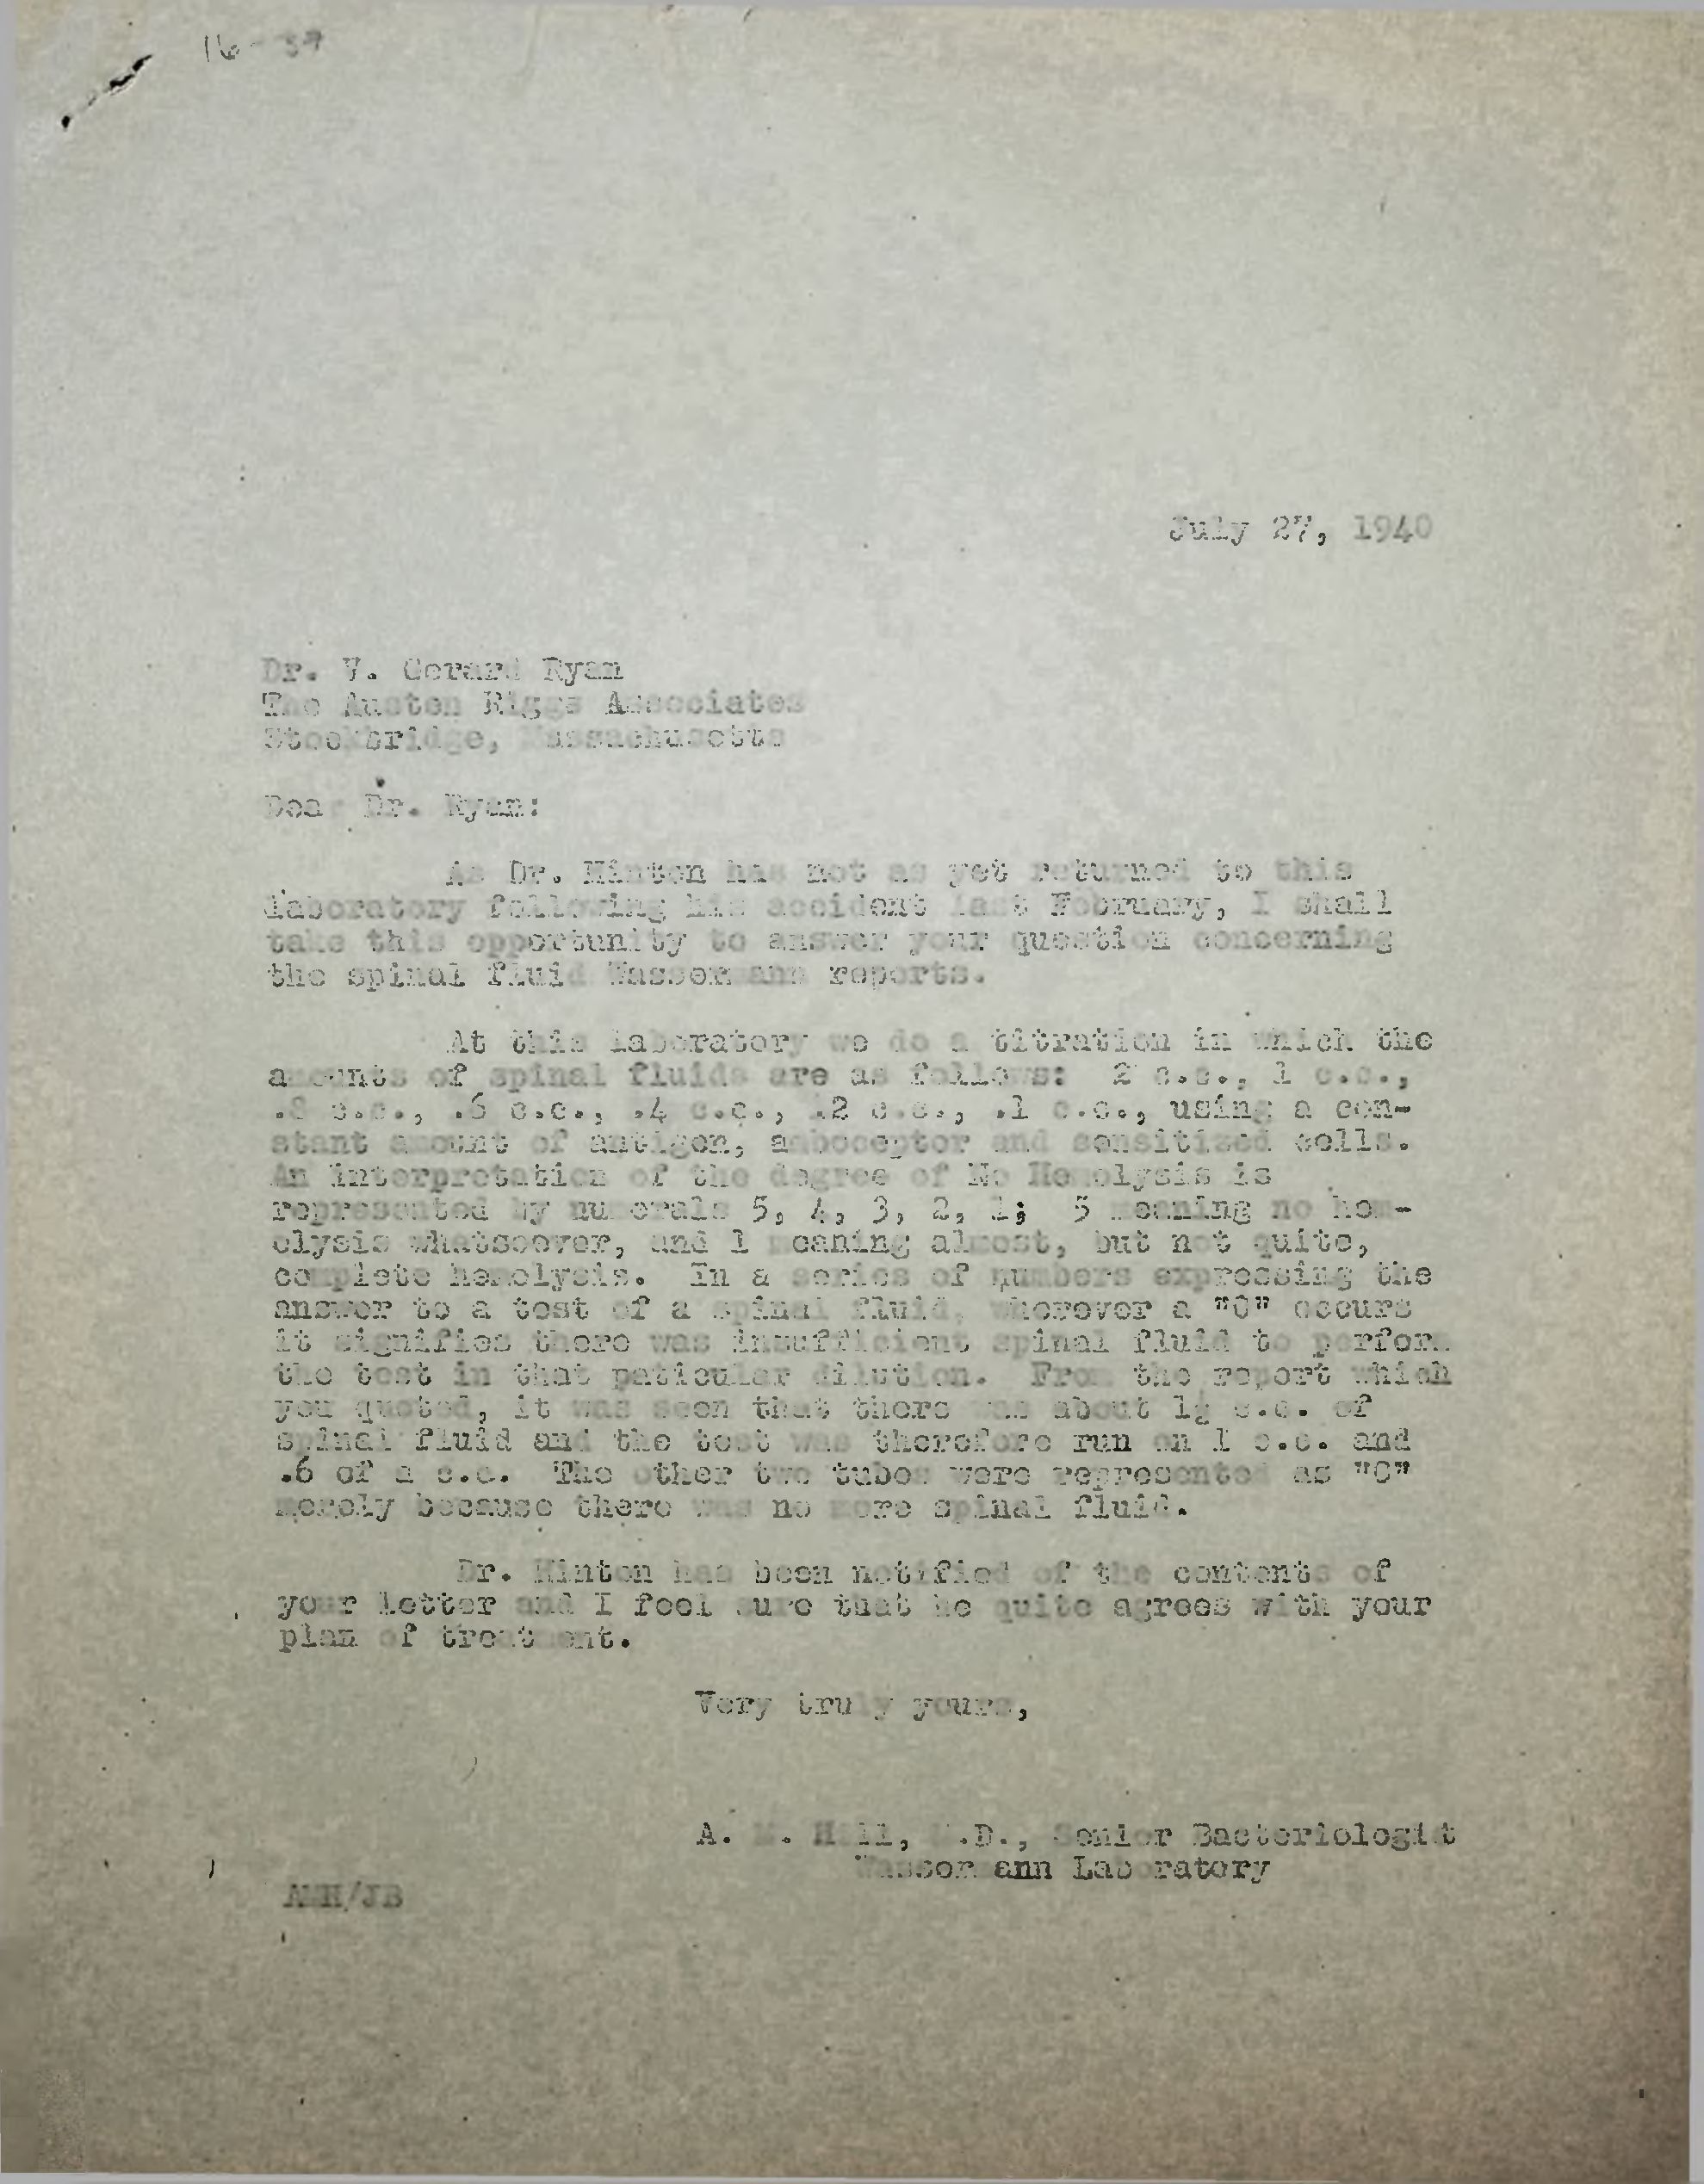 16-
July 27, 1940
Dr. V. Gerard Ryan
The Austen Riggs Associates
Stockbridge, Massachusetts
Dear Dr. Ryan:
As Dr. Hinton has not as yet returned to this
laboratory following his accident last February, I shall
take this opportunity to answer your question concerning
the spinal fluid Wassermann reports.
At this laboratory we do a titration in which the
amounts of spinal fluids are as follows: 2 c.c., 1 c.c.,
c.c., c.c., .4 c.c., .2 c.c., .1 c.c., using a con-
stant amount of antigen, amboceptor and sensitized cells.
An interpretation of the degree of No Hemolysis is
represented by numerals 5, 4, 3, 2, 1; 5 meaning no hem-
olysis whatsoever, and 1 meaning almost, but not quite,
complete hemolysis. In a series of numbers expressing the
answer to a test of a spinal fluid, wherever a "0" occurs
it signifies there was insufficient spinal fluid to perform
the test in that paticular dilution. From the report which
you quoted, it was seen that there was about c.c. of
spinal fluid and the test was therefore run on 1 c.c. and
.6 of a c.c. The other two tubes were represented as "0"
merely because there was no more spinal fluid.
Dr. Hinton has been notified of the contents of
your letter and I feel sure that he quite agrees with your
plan of treatment.
Very truly yours,
A. Senior Bacteriologist
Wassermann Laboratory
AMH/JB